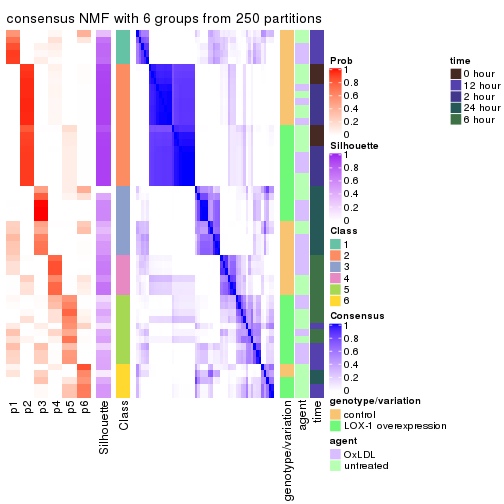 consensus NMF with 6 groups from 250 partitions
Prob
1
0.8
0.6
0.4
0.2
0
Silhouette
1
0.8
0.6
0.4
0.2
0
Class
1
2
3
4
5
6
Consensus
1
0.8
0.6
0.4
0.2
0
genotype/variation
control
LOX-1 overexpression
agent
OxLDL
untreated
time
0 hour
12 hour
2 hour
24 hour
6 hour
p1
p2
p3
p4
p5
p6
Silhouette
Class
genotype/variation
agent
time